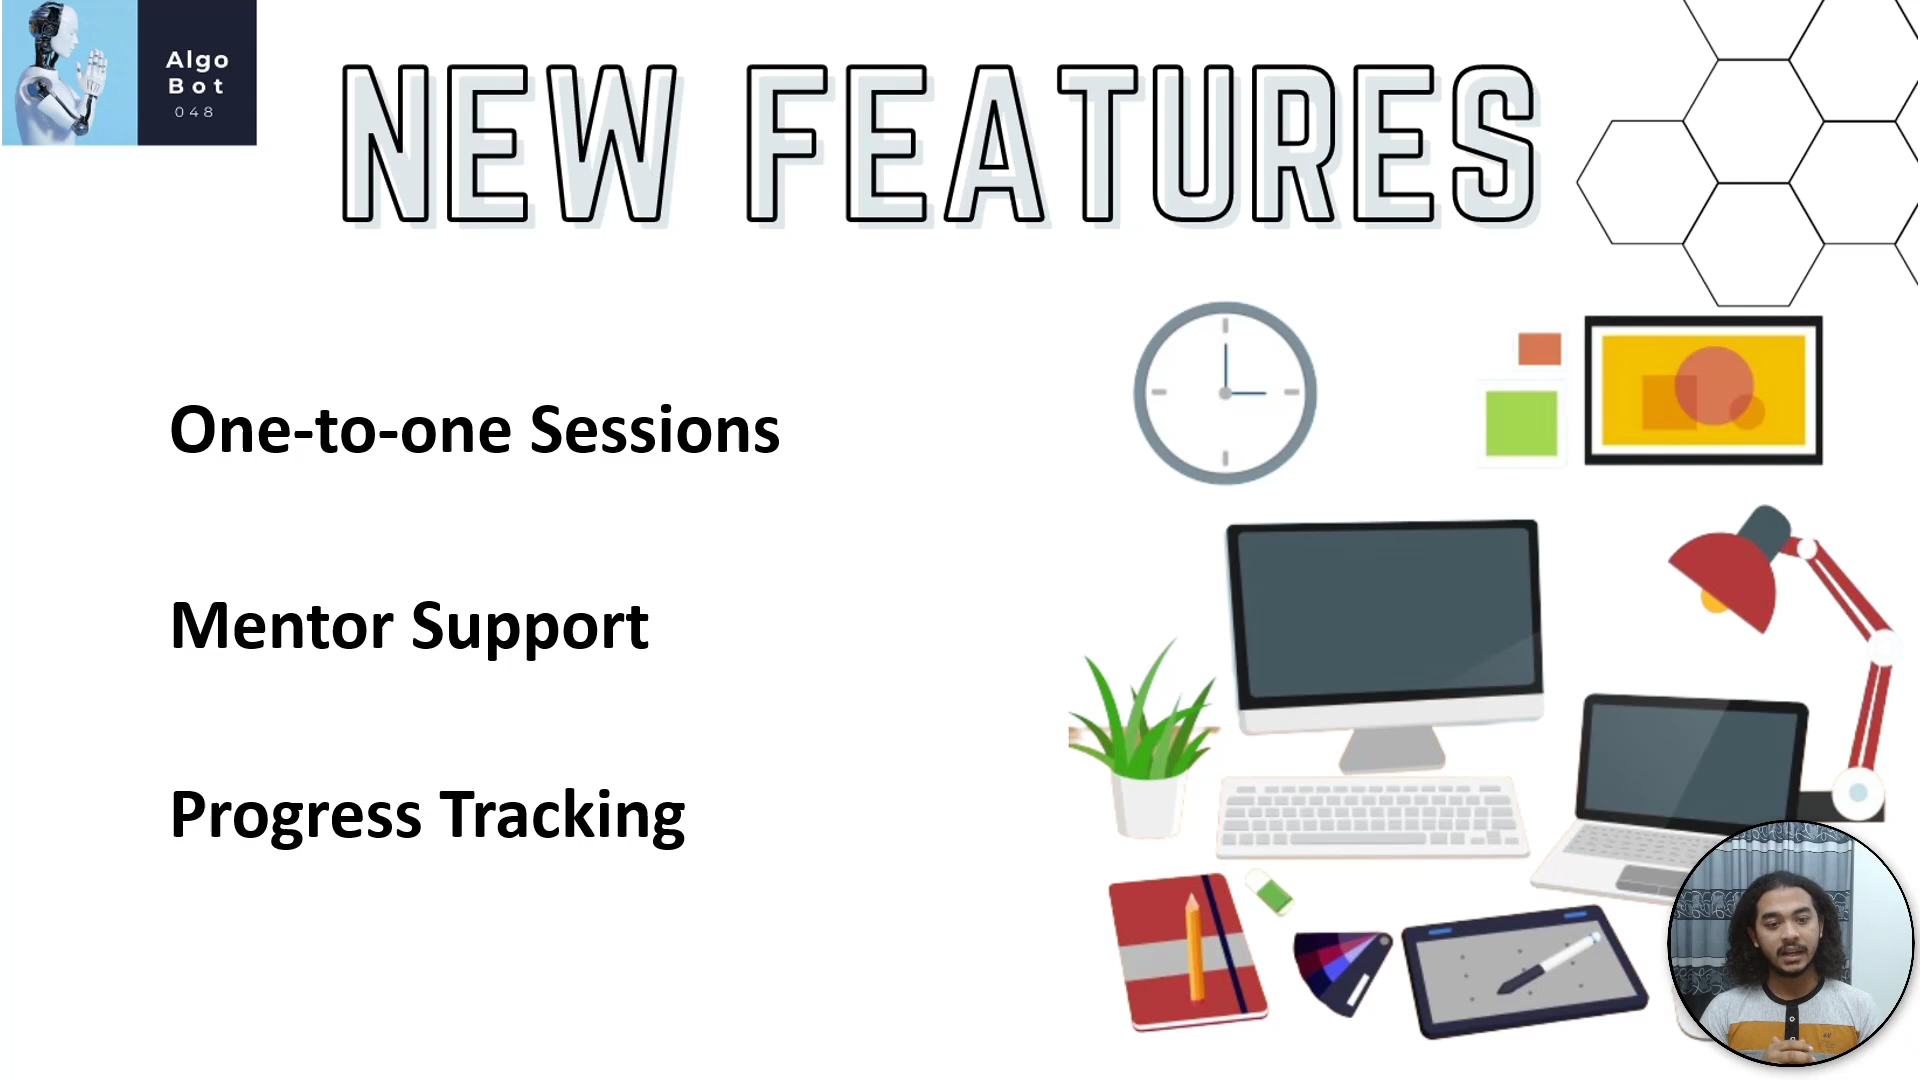 Algo
Bot
048
NEW FEATURES
One-to-one Sessions
Mentor Support
Progress Tracking